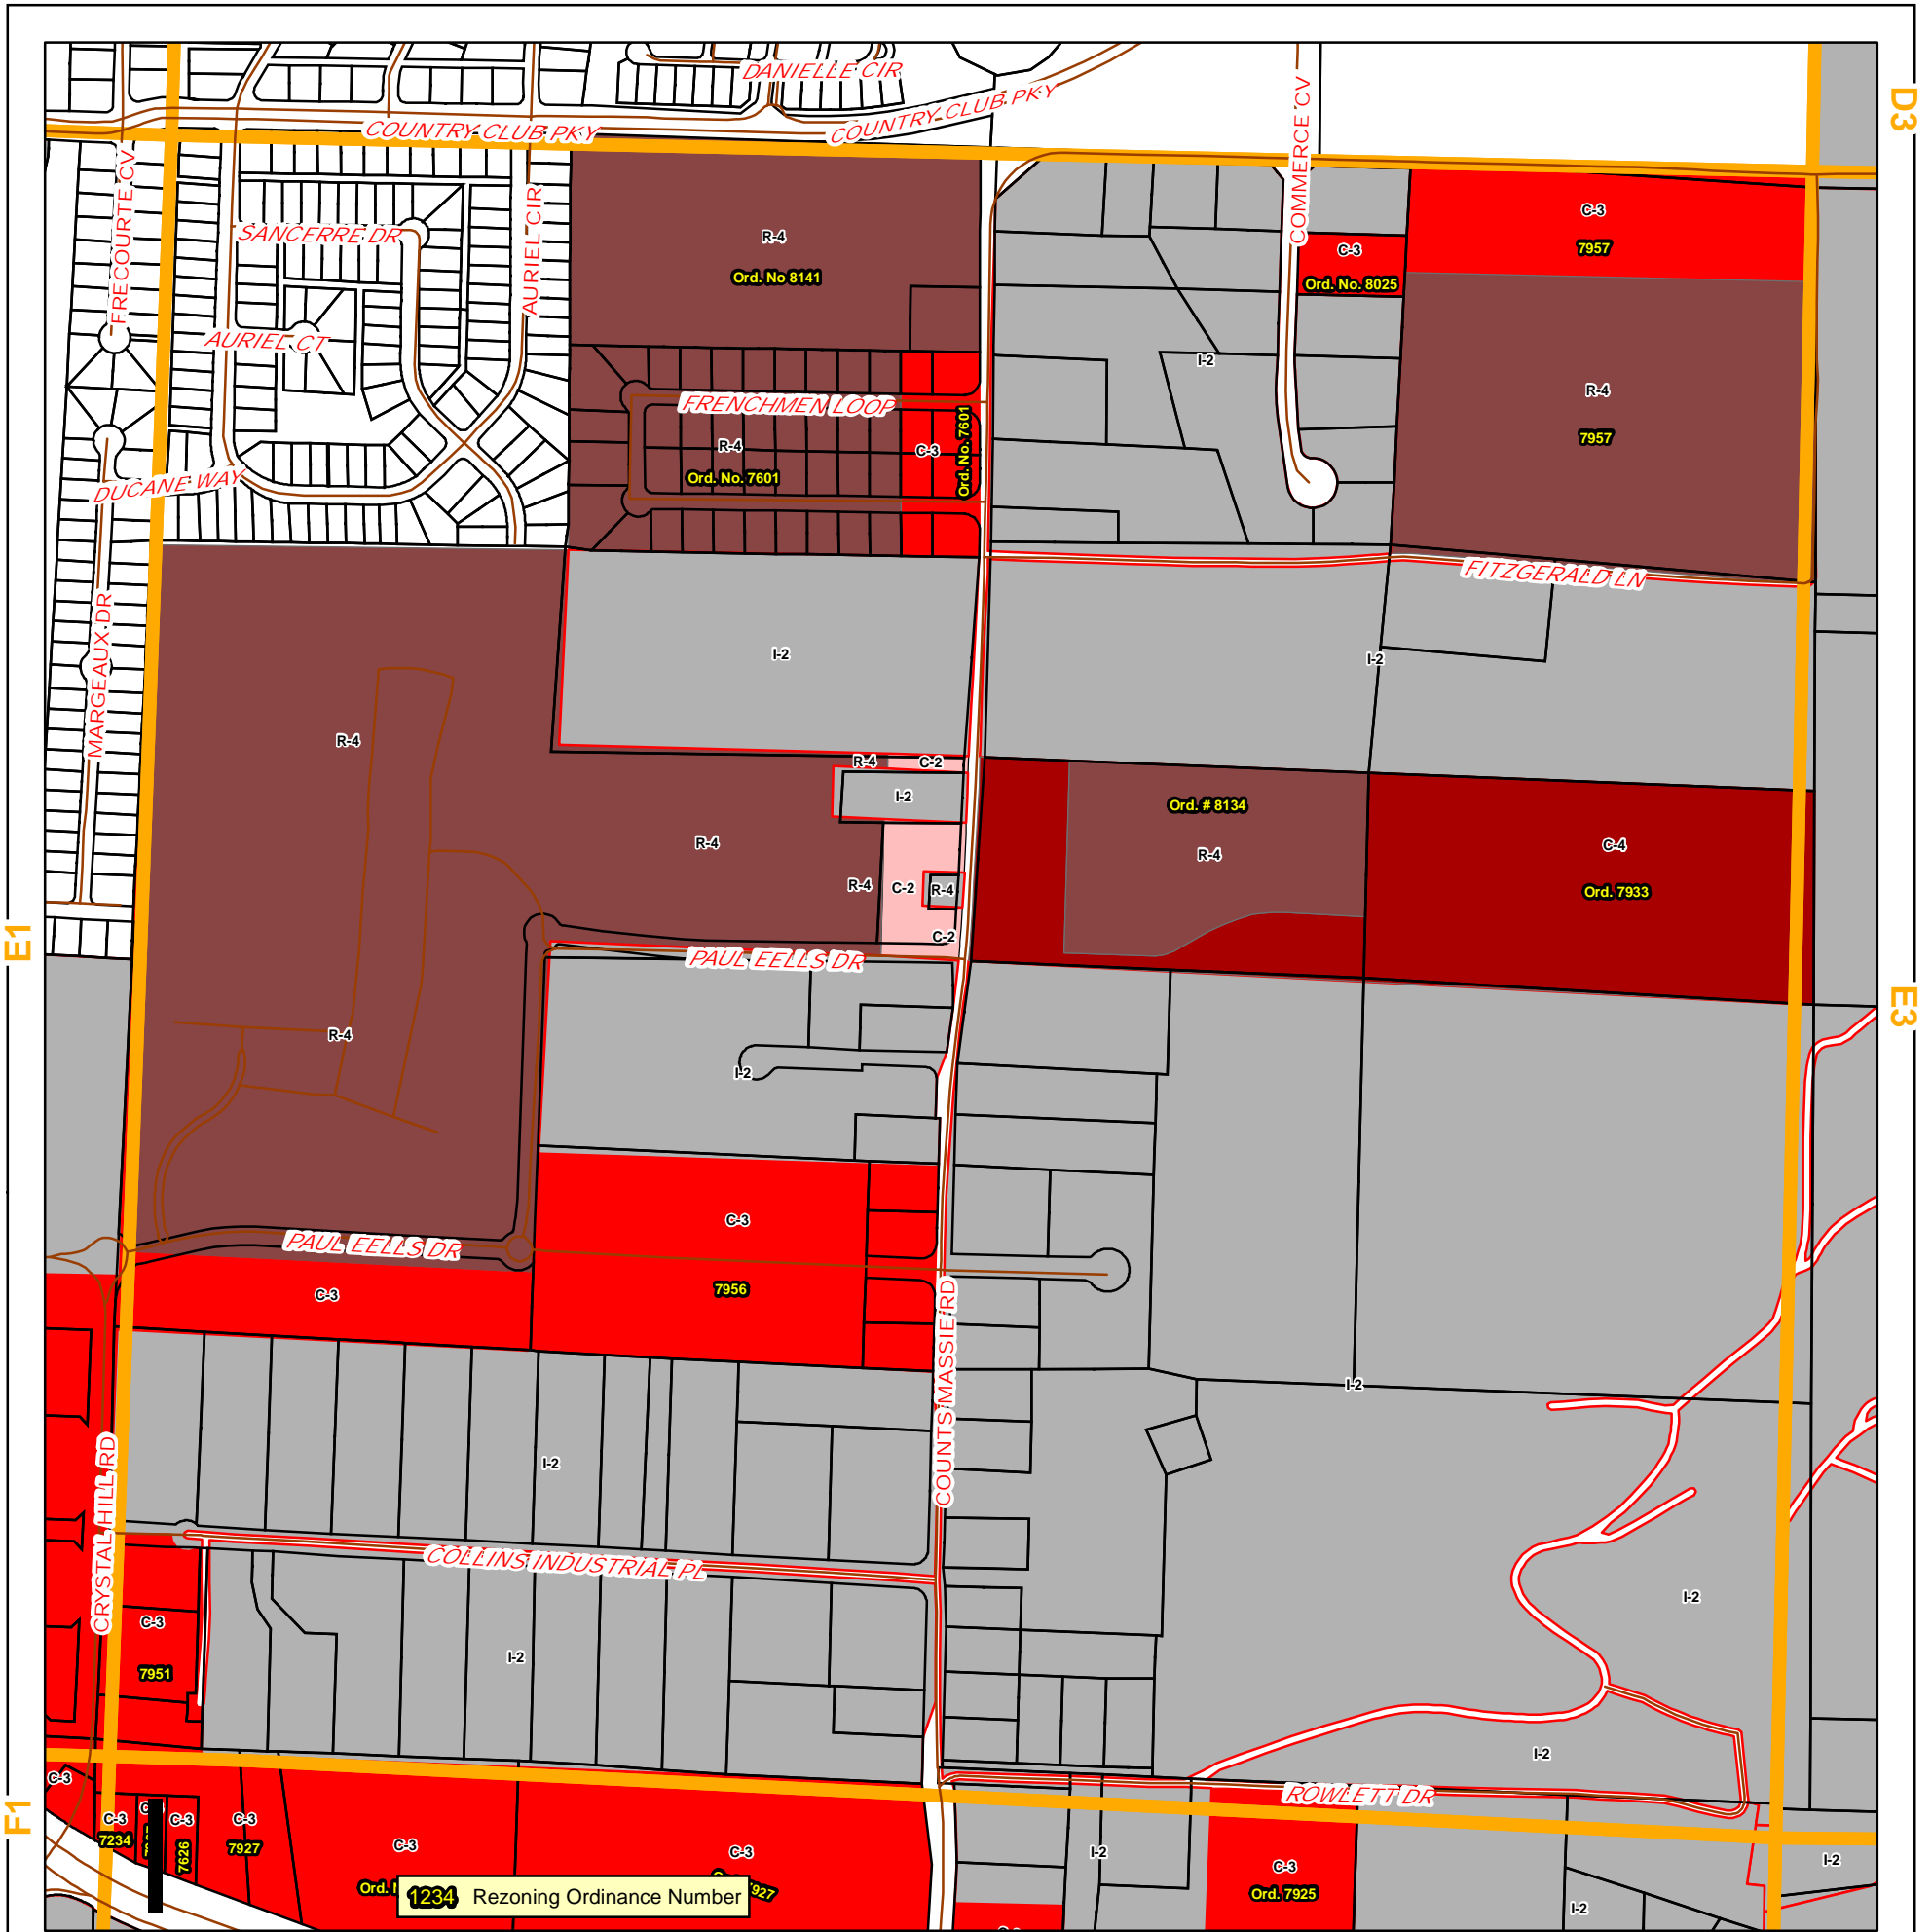 DANIELLE CIR
COUNTRY CLUB PKY
COUNTRY CLUB PKY
D3
FRECOURTE CV
SANCERRE DR
AURIEL CIR
AURIEL CT
COMMERCE CV
R-4
Ord. No 8141
C-3
7957
C-3
Ord. No. 8025
I-2
R-4
7957
FRENCHMEN LOOP
R-4
Ord. No. 7601
C-3
Ord. No. 7601
DUCANE WAY
FITZGERALD LN
MARGEAUX DR
I-2
I-2
R-4
R-4
C-2
I-2
R-4
R-4
C-2
R-4
C-2
Ord. # 8134
R-4
C-4
Ord. 7933
E1
PAUL EELLS DR
E3
R-4
I-2
C-3
7956
PAUL EELLS DR
C-3
COUNTS MASSIE RD
I-2
CRYSTAL HILL RD
I-2
COLLINS INDUSTRIAL PL
C-3
7951
I-2
I-2
I-2
ROWLETT DR
C-3
F1
C-3
7234
C-3
7626
C-3
7927
C-3
Ord.
C-3
7927
I-2
C-3
Ord. 7925
I-2
I-2
1234 Rezoning Ordinance Number